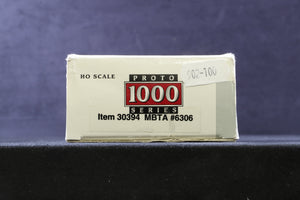 HO SCALE
PROTO
1000
SERIES
Item 30394 MBTA #6306